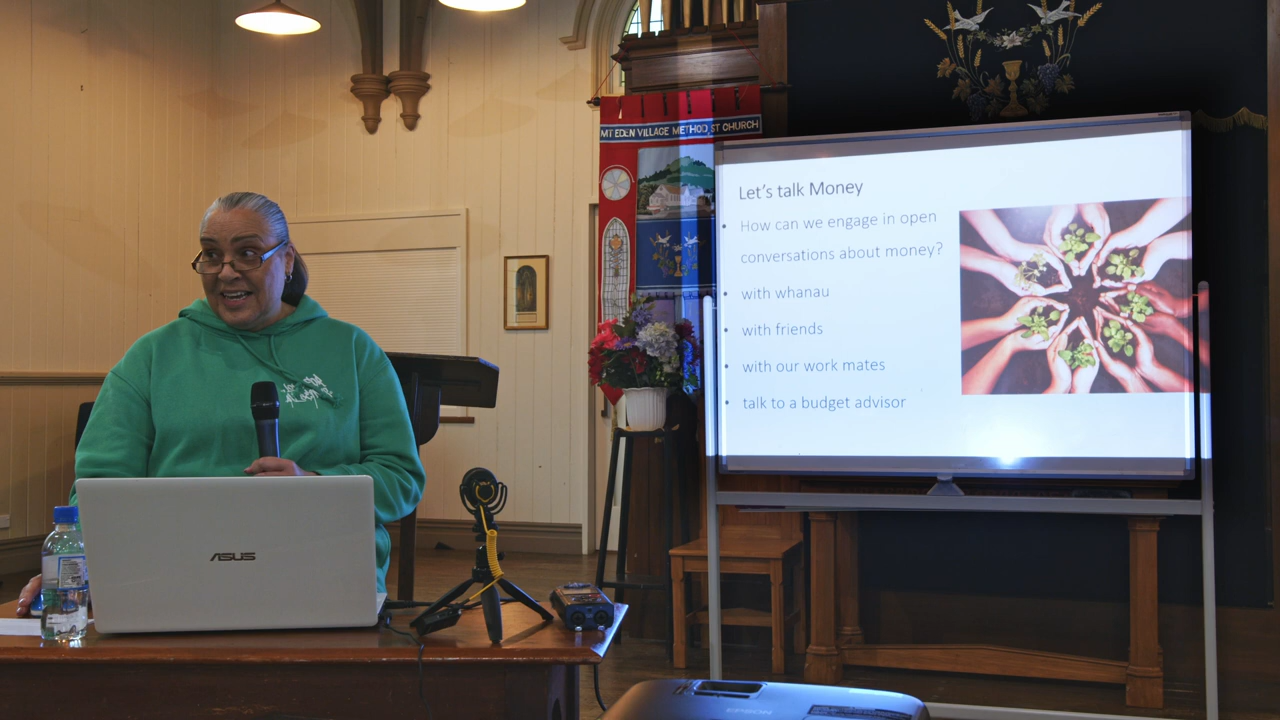 MT EDEN VILLAGE METHODIST CHURCH
Let's talk Money
• How can we engage in open
conversations about money?
• with whanau
• with friends
• with our work mates
• talk to a budget advisor
ASUS
EPSON